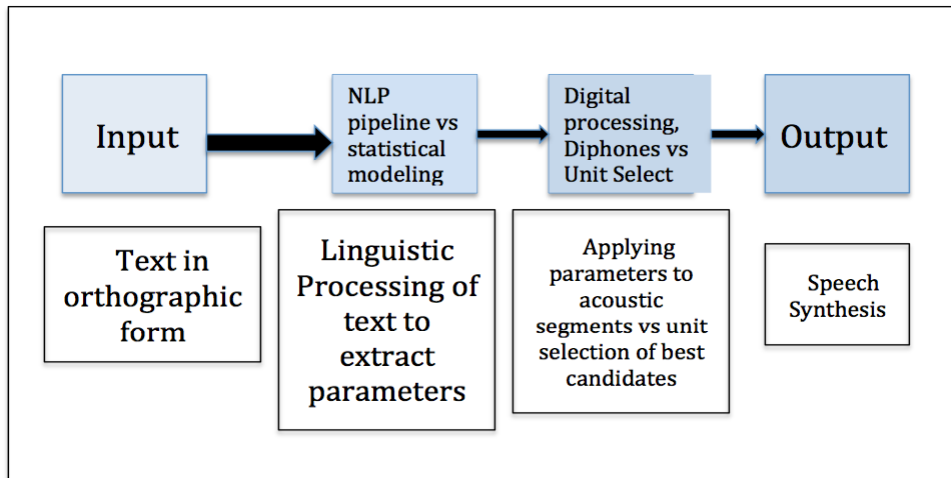 Input
NLP
pipeline vs
statistical
modeling
Digital
processing,
Diphones vs
Unit Select
Output
Text in
orthographic
form
Linguistic
Processing of
text to
extract
parameters
Applying
parameters to
acoustic
segments vs unit
selection of best
candidates
Speech
Synthesis